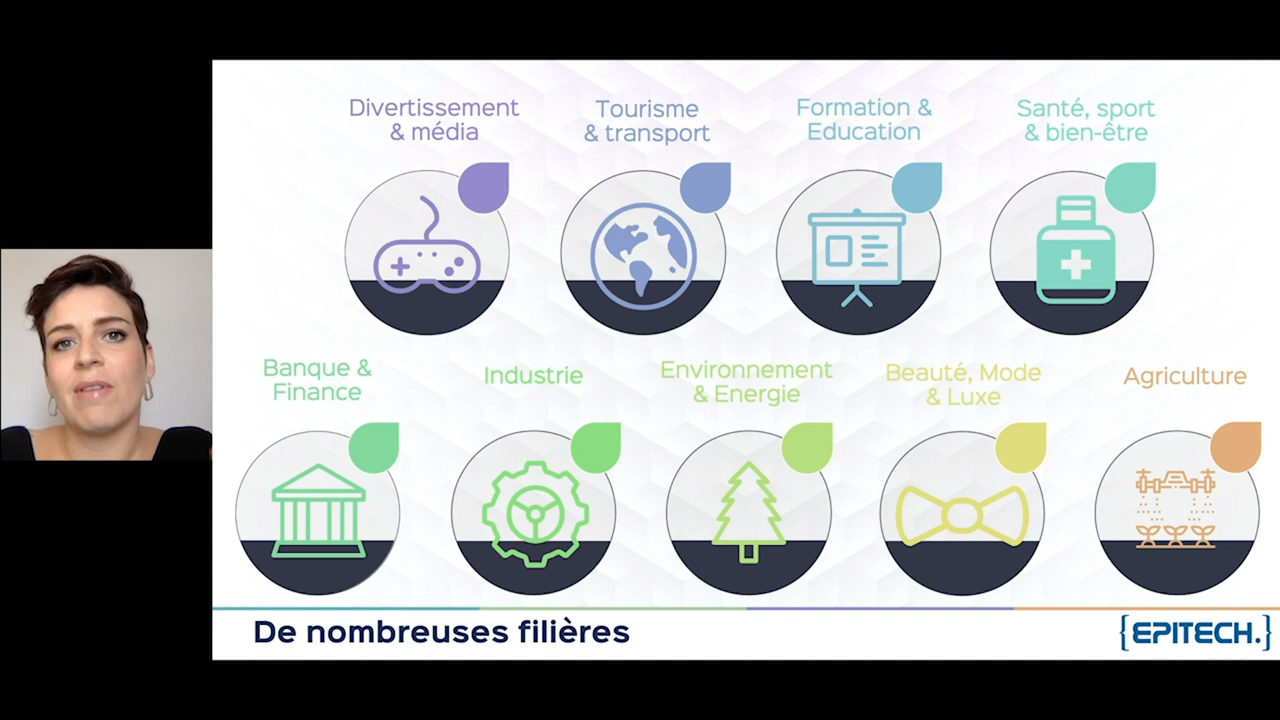 Divertissement
& média
Tourisme
& transport
Formation &
Education
Santé, sport
& bien-être
Banque &
Finance
Industrie
Environnement
& Energie
Beauté, Mode
& Luxe
Agriculture
De nombreuses filières
{EPITECH.}